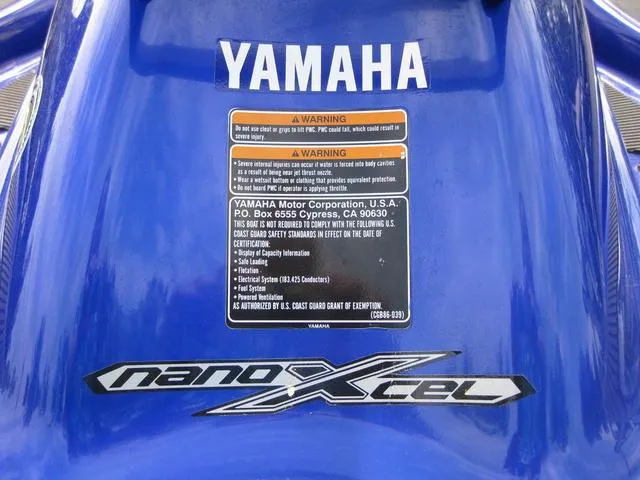 YAMAHA
WARNING
Do not use cleat or grips to lift PWC. PWC could fall, which could result in
severe injury.
WARNING
• Severe internal injuries can occur if water is forced into body cavities
as a result of being near jet thrust nozzle.
• Wear a wetsuit bottom or clothing that provides equivalent protection.
• Do not board PWC if operator is applying throttle.
YAMAHA Motor Corporation, U.S.A.
P.O. Box 6555 Cypress, CA 90630
THIS BOAT IS NOT REQUIRED TO COMPLY WITH THE FOLLOWING U.S.
COAST GUARD SAFETY STANDARDS IN EFFECT ON THE DATE OF
CERTIFICATION:
• Display of Capacity Information
• Safe Loading
• Flotation
• Electrical System (183.425 Conductors)
• Fuel System
• Powered Ventilation
AS AUTHORIZED BY U.S. COAST GUARD GRANT OF EXEMPTION.
(CGB86-039)
YAMAHA
nanoXcel